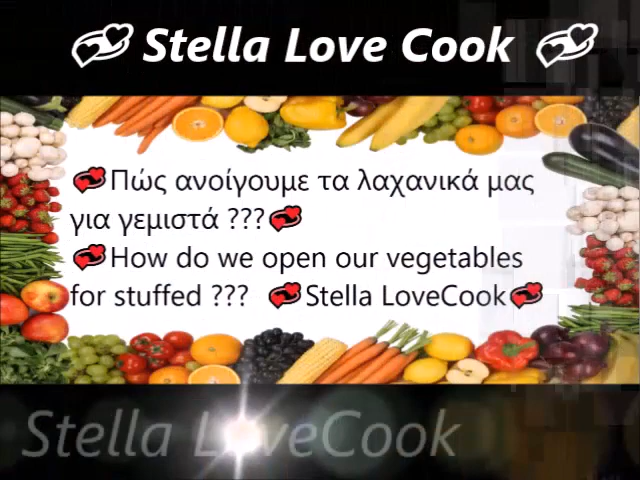 💞 Stella Love Cook 💞
💞Πώς ανοίγουμε τα λαχανικά μας
για γεμιστά ???💞
💞How do we open our vegetables
for stuffed ??? 💞Stella LoveCook💞
Stella LoveCook